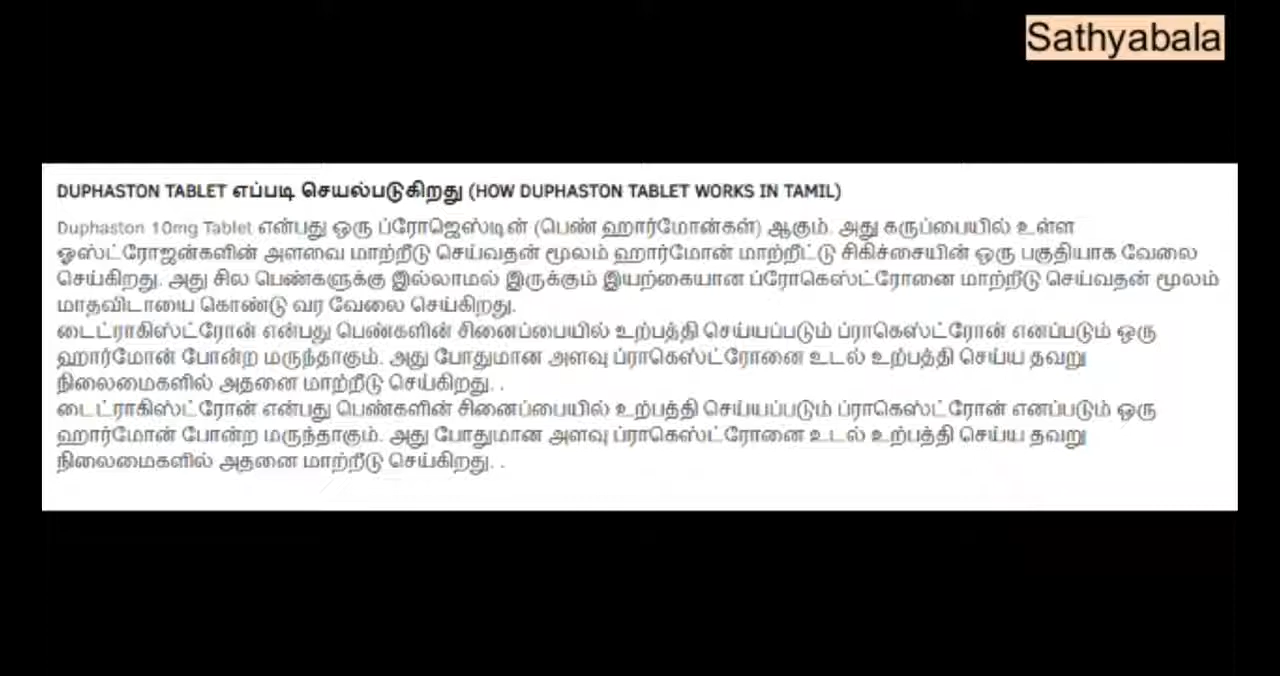 Sathyabala
DUPHASTON TABLET எப்படி செயல்படுகிறது (HOW DUPHASTON TABLET WORKS IN TAMIL)
Duphaston 10mg Tablet என்பது ஒரு ப்ரோஜெஸ்டின் (பெண் ஹார்மோன்கள்) ஆகும். அது கருப்பையில் உள்ள
ஓஸ்ட்ரோஜன்களின் அளவை மாற்றீடு செய்வதன் மூலம் ஹார்மோன் மாற்றீட்டு சிகிச்சையின் ஒரு பகுதியாக வேலை
செய்கிறது. அது சில பெண்களுக்கு இல்லாமல் இருக்கும் இயற்கையான ப்ரோகெஸ்ட்ரோனை மாற்றீடு செய்வதன் மூலம்
மாதவிடாயை கொண்டு வர வேலை செய்கிறது.
டைட்ராகிஸ்ட்ரோன் என்பது பெண்களின் சினைப்பையில் உற்பத்தி செய்யப்படும் ப்ராகெஸ்ட்ரோன் எனப்படும் ஒரு
ஹார்மோன் போன்ற மருந்தாகும். அது போதுமான அளவு ப்ராகெஸ்ட்ரோனை உடல் உற்பத்தி செய்ய தவறு
நிலைமைகளில் அதனை மாற்றீடு செய்கிறது. .
டைட்ராகிஸ்ட்ரோன் என்பது பெண்களின் சினைப்பையில் உற்பத்தி செய்யப்படும் ப்ராகெஸ்ட்ரோன் எனப்படும் ஒரு
ஹார்மோன் போன்ற மருந்தாகும். அது போதுமான அளவு ப்ராகெஸ்ட்ரோனை உடல் உற்பத்தி செய்ய தவறு
நிலைமைகளில் அதனை மாற்றீடு செய்கிறது. .